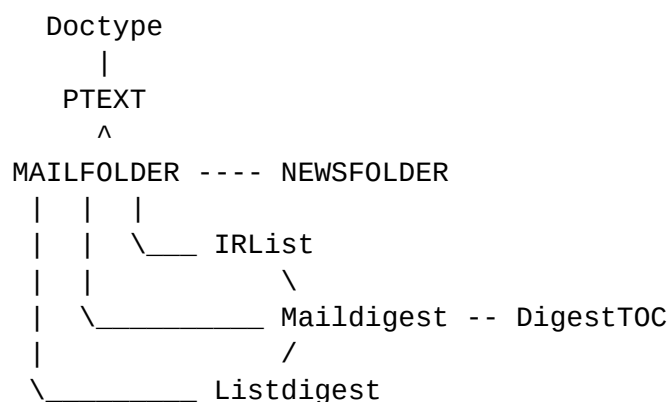 Doctype
     |
   PTEXT
     ^
MAILFOLDER ---- NEWSFOLDER
 |  |  |
 |  |  \___ IRList
 |  |          \
 |  \__________ Maildigest -- DigestTOC
 |             /
 \_________ Listdigest